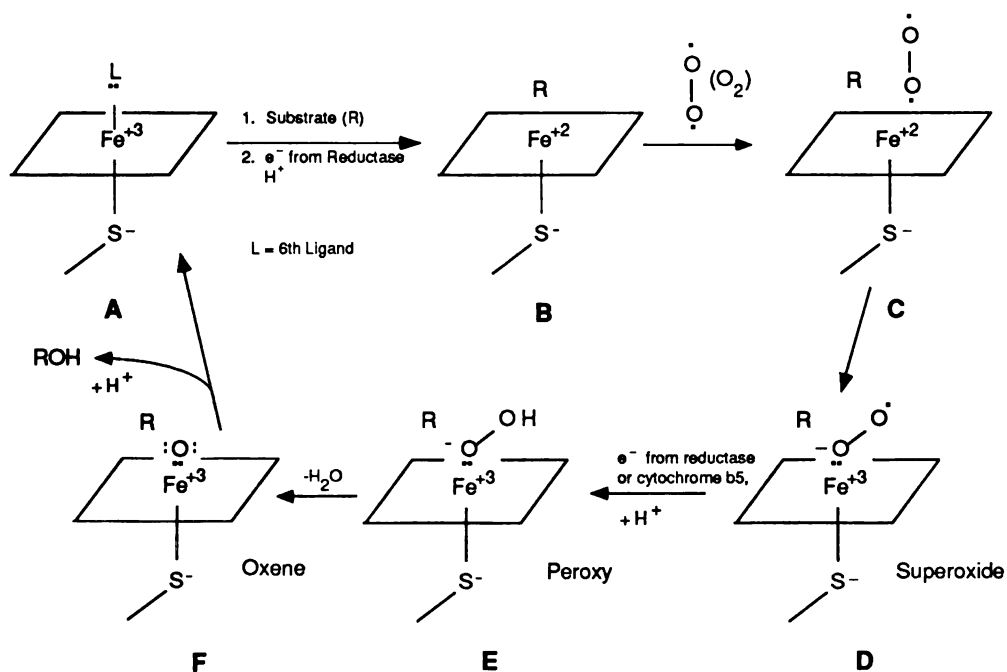 L
Fe+3
S−
A
1. Substrate (R)
2. e− from Reductase
H+
L = 6th Ligand
R
Fe+2
S−
B
O
O
(O2)
R
O
O
Fe+2
S−
C
ROH
+ H+
R
:O:
Fe+3
S−
Oxene
F
-H2O
R
- O
OH
Fe+3
S−
Peroxy
E
e− from reductase
or cytochrome b5,
+ H+
R
− O
O
Fe+3
S−
Superoxide
D